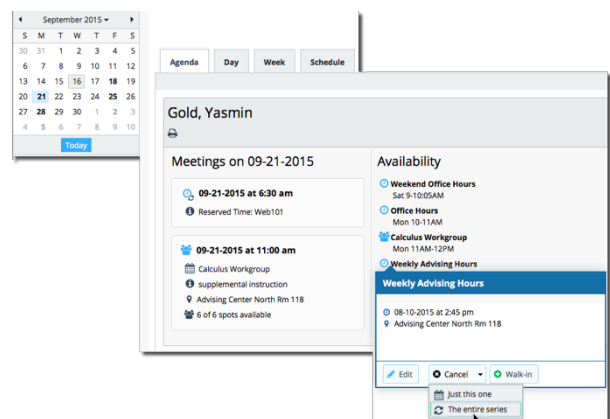 September 2015
S M T W T F S
30 31 1 2 3 4 5
6 7 8 9 10 11 12
13 14 15 16 17 18 19
20 21 22 23 24 25 26
27 28 29 30 1 2 3
4 5 6 7 8 9 10
Today
Agenda Day Week Schedule
Gold, Yasmin
Meetings on 09-21-2015
09-21-2015 at 6:30 am
Reserved Time: Web101
09-21-2015 at 11:00 am
Calculus Workgroup
supplemental instruction
Advising Center North Rm 118
6 of 6 spots available
Availability
Weekend Office Hours
Sat 9-10:05AM
Office Hours
Mon 10-11AM
Calculus Workgroup
Mon 11AM-12PM
Weekly Advising Hours
Weekly Advising Hours
08-10-2015 at 2:45 pm
Advising Center North Rm 118
Edit Cancel Walk-in
Just this one
The entire series